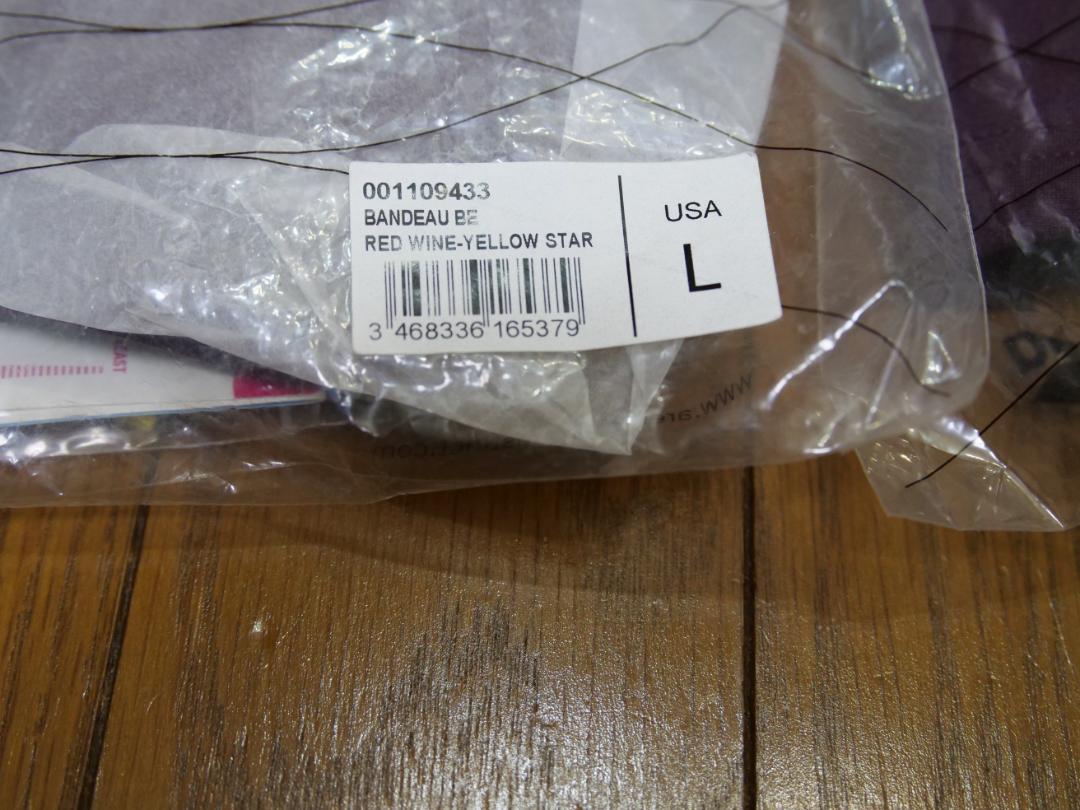 001109433
BANDEAU BE
RED WINE-YELLOW STAR
3 468336 165379
USA
L